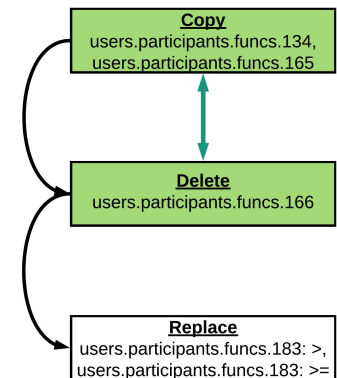 Copy
users.participants.funcs.134,
users.participants.funcs.165
Delete
users.participants.funcs.166
Replace
users.participants.funcs.183: >,
users.participants.funcs.183: >=